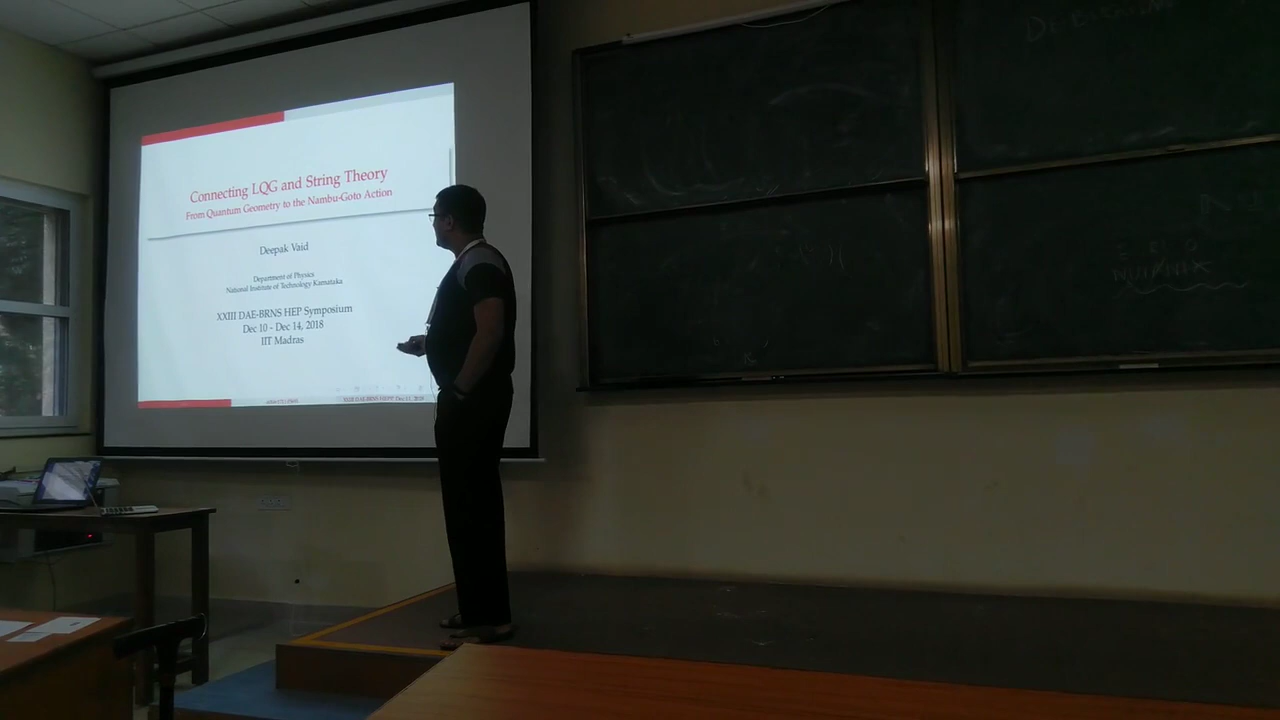 Connecting LQG and String Theory
From Quantum Geometry to the Nambu-Goto Action
Deepak Vaid
Department of Physics
National Institute of Technology Karnataka
XXIII DAE-BRNS HEP Symposium
Dec 10 - Dec 14, 2018
IIT Madras